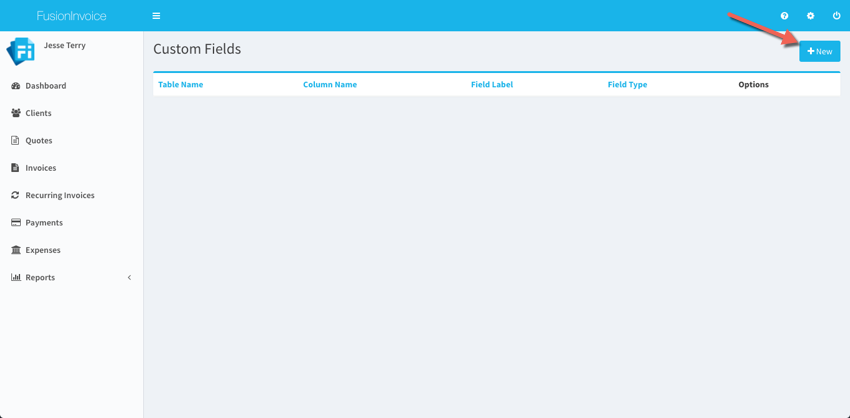 FusionInvoice
Fi
Jesse Terry
Custom Fields
New
Dashboard
Clients
Quotes
Invoices
Recurring Invoices
Payments
Expenses
Reports
Table Name Column Name Field Label Field Type Options